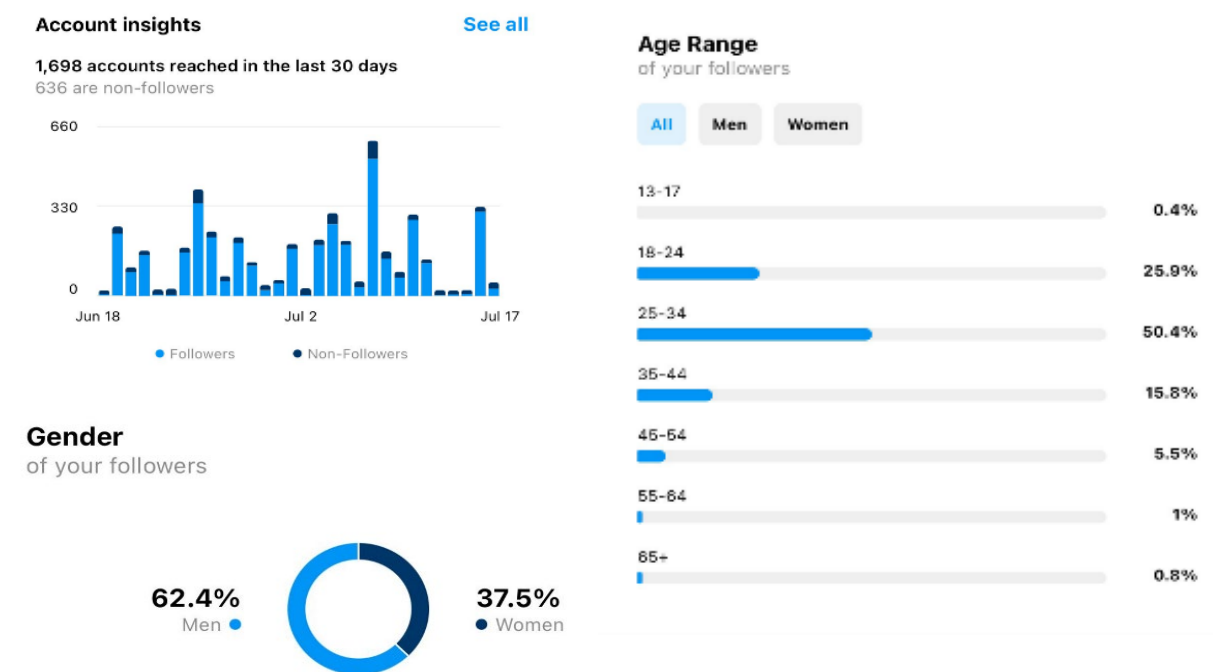 Account insights
See all
1,698 accounts reached in the last 30 days
636 are non-followers
660
330
0
Jun 18
Jul 2
Jul 17
Followers
Non-Followers
Gender
of your followers
62.4%
Men
37.5%
Women
Age Range
of your followers
All
Men
Women
13-17
0.4%
18-24
25.9%
25-34
50.4%
35-44
15.8%
45-54
5.5%
55-64
1%
65+
0.8%